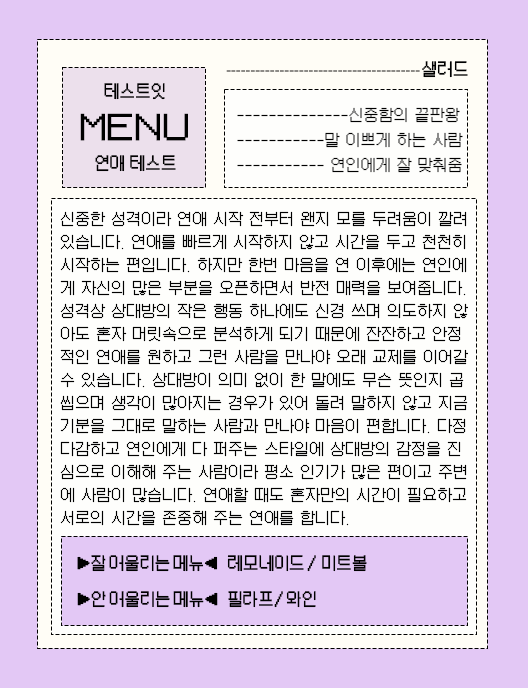 테스트잇
MENU
연애 테스트
샐러드
신중함의 끝판왕
말 이쁘게 하는 사람
연인에게 잘 맞춰줌
신중한 성격이라 연애 시작 전부터 왠지 모를 두려움이 깔려
있습니다. 연애를 빠르게 시작하지 않고 시간을 두고 천천히
시작하는 편입니다. 하지만 한번 마음을 연 이후에는 연인에
게 자신의 많은 부분을 오픈하면서 반전 매력을 보여줍니다.
성격상 상대방의 작은 행동 하나에도 신경 쓰며 의도하지 않
아도 혼자 머릿속으로 분석하게 되기 때문에 잔잔하고 안정
적인 연애를 원하고 그런 사람을 만나야 오래 교제를 이어갈
수 있습니다. 상대방이 의미 없이 한 말에도 무슨 뜻인지 곱
씹으며 생각이 많아지는 경우가 있어 돌려 말하지 않고 지금
기분을 그대로 말하는 사람과 만나야 마음이 편합니다. 다정
다감하고 연인에게 다 퍼주는 스타일에 상대방의 감정을 진
심으로 이해해 주는 사람이라 평소 인기가 많은 편이고 주변
에 사람이 많습니다. 연애할 때도 혼자만의 시간이 필요하고
서로의 시간을 존중해 주는 연애를 합니다.
▶잘 어울리는 메뉴◀ 레모네이드 / 미트볼
▶안 어울리는 메뉴◀ 필라프 / 와인